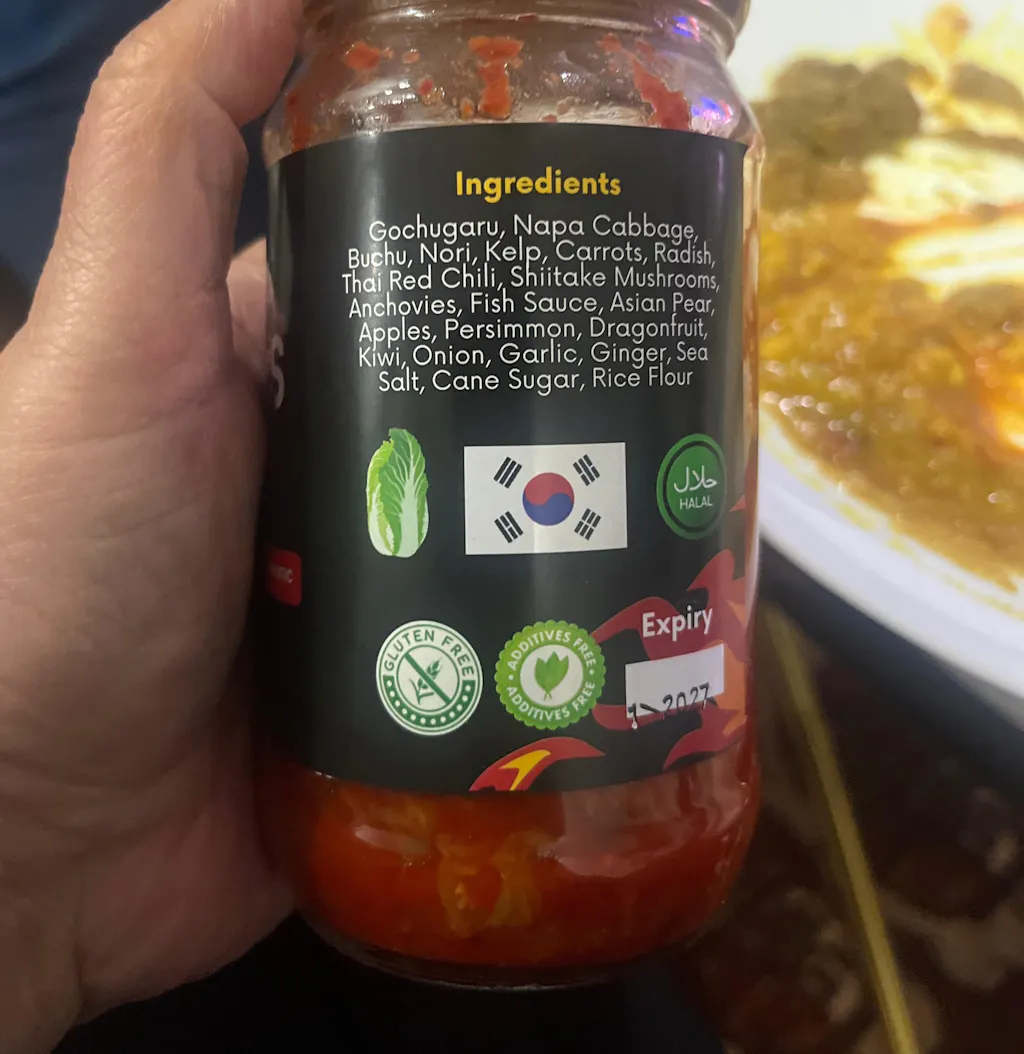 Ingredients
Gochugaru, Napa Cabbage,
Buchu, Nori, Kelp, Carrots, Radish,
Thai Red Chili, Shiitake Mushrooms,
Anchovies, Fish Sauce, Asian Pear,
Apples, Persimmon, Dragonfruit,
Kiwi, Onion, Garlic, Ginger, Sea
Salt, Cane Sugar, Rice Flour
S
حلال
HALAL
GLUTEN FREE
ADDITIVES FREE
ADDITIVES FREE
Expiry
2027